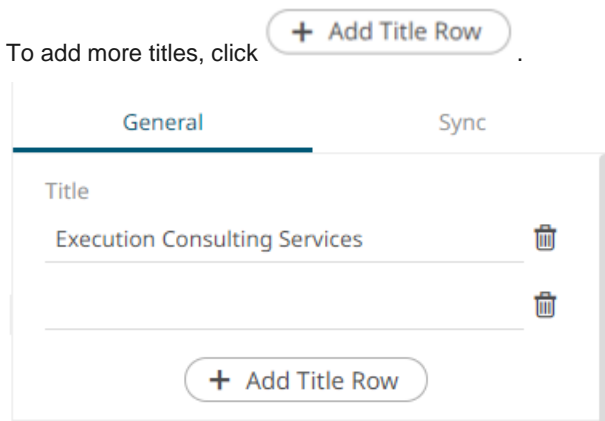 To add more titles, click + Add Title Row .
General Sync
Title
Execution Consulting Services
+ Add Title Row